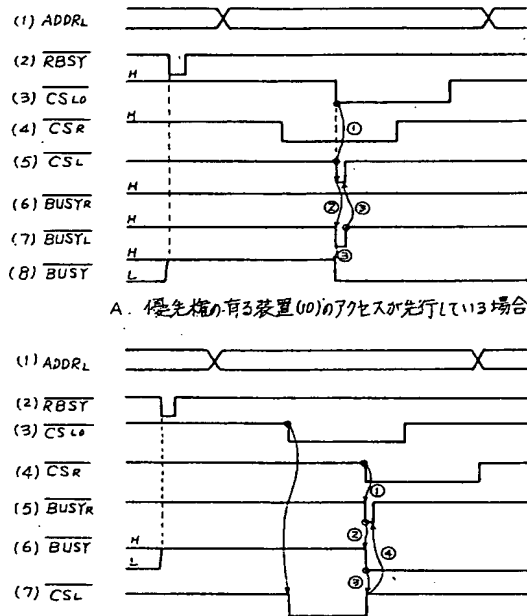 (1) ADDRL
(2) RBSY
(3) CSLO
H
(4) CSR
H
①
(5) CSL
(6) BUSYR
H
② ③
(7) BUSYL
H
③
(8) BUSY
H
L
A. 優先権の有る装置(10)のアクセスが先行している場合
(1) ADDRL
(2) RBSY
(3) CSLO
(4) CSR
①
(5) BUSYR
②
(6) BUSY
H
L
④
③
(7) CSL